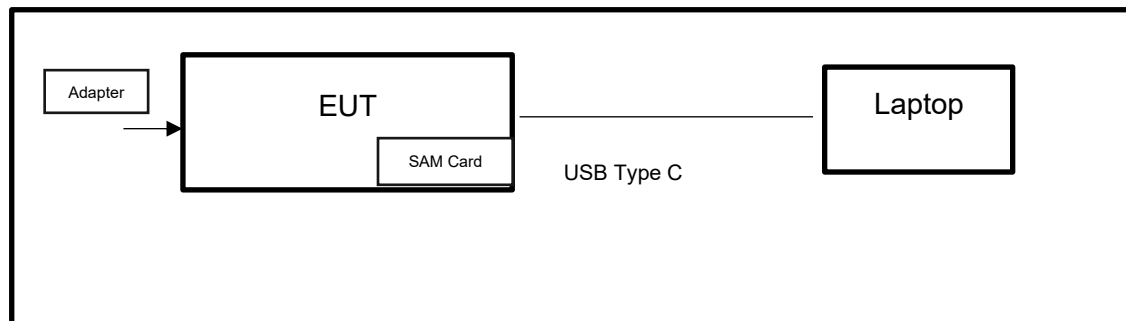 Adapter
EUT
SAM Card
USB Type C
Laptop